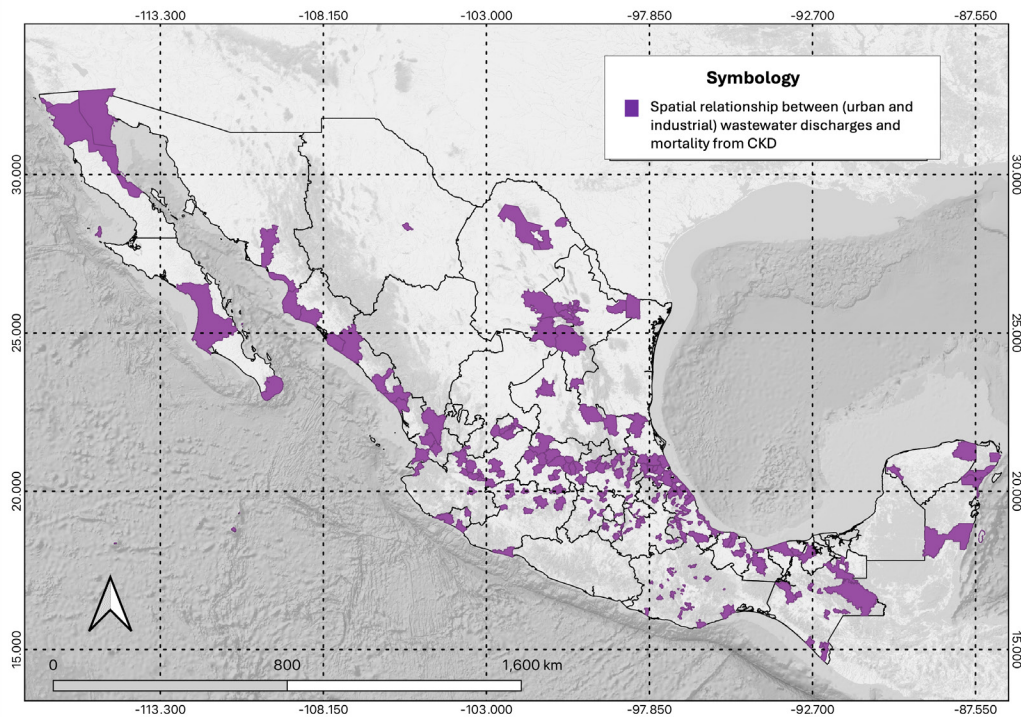 -113.300 -108.150 -103.000 -97.850 -92.700 -87.550
Symbology
Spatial relationship between (urban and
industrial) wastewater discharges and
mortality from CKD
30.000 30.000
25.000 25.000
20.000 20.000
15.000 15.000
0 800 1,600 km
-113.300 -108.150 -103.000 -97.850 -92.700 -87.550